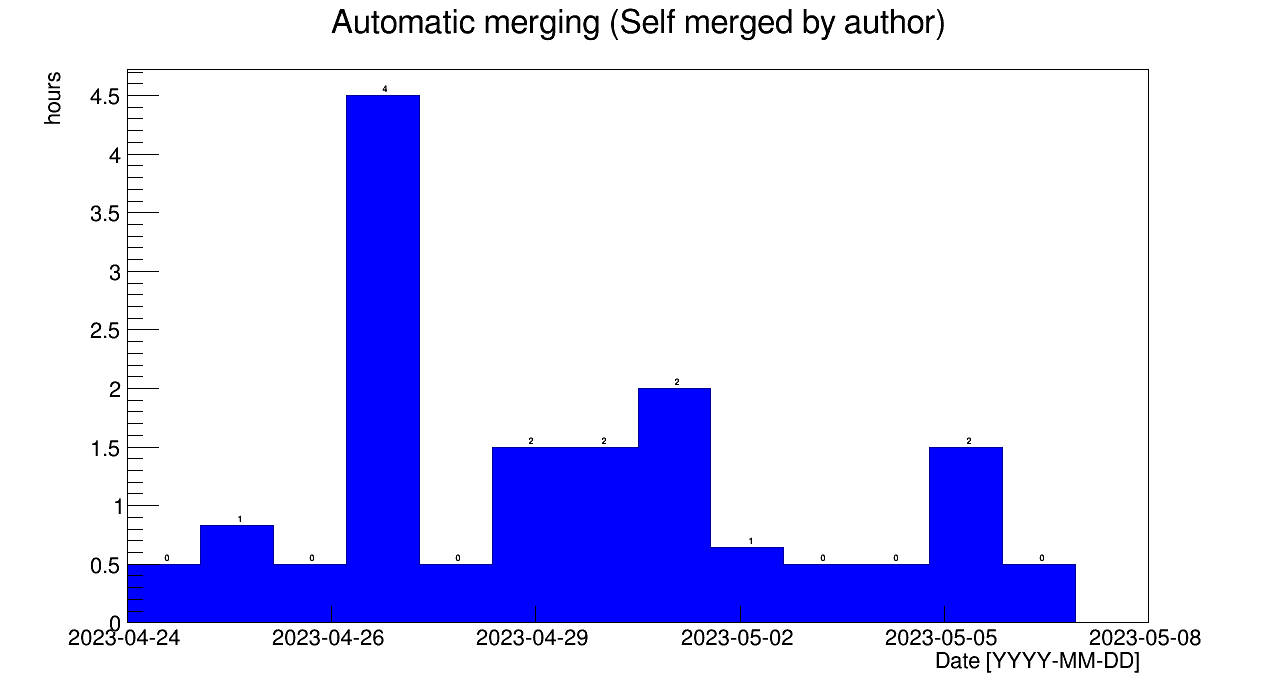 Automatic merging (Self merged by author)
hours
4.5
4
3.5
3
2.5
2
1.5
1
0.5
0
0 1 0 4 0 2 2 2 1 0 0 2 0
2023-04-24 2023-04-26 2023-04-29 2023-05-02 2023-05-05 2023-05-08
Date [YYYY-MM-DD]